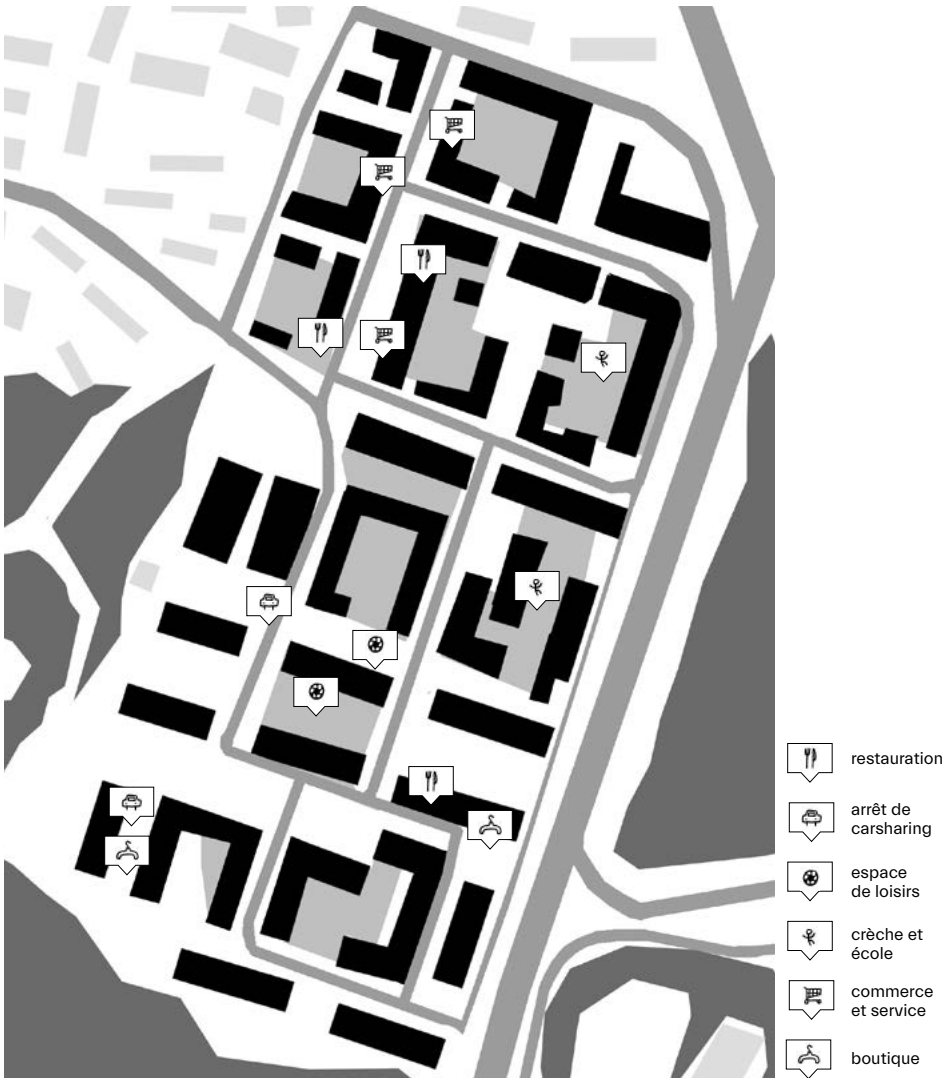 restauration
arrêt de
carsharing
espace
de loisirs
crèche et
école
commerce
et service
boutique